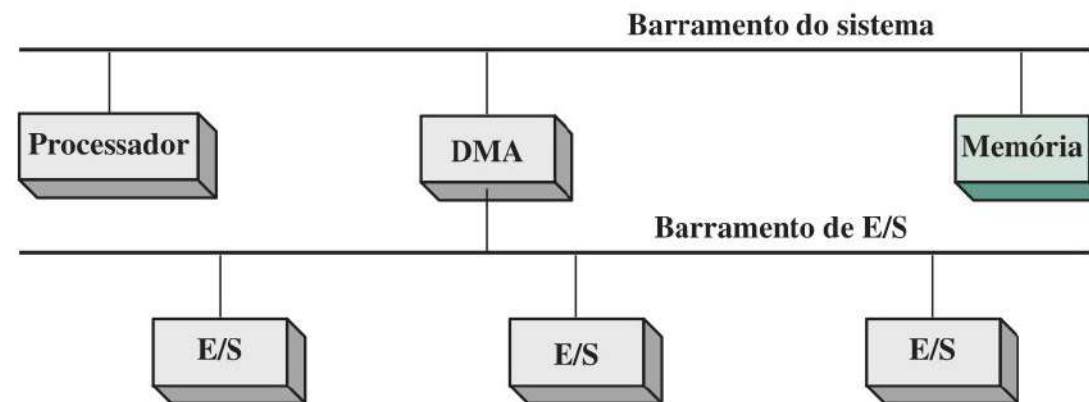 Barramento do sistema
Processador
DMA
Memória
Barramento de E/S
E/S
E/S
E/S